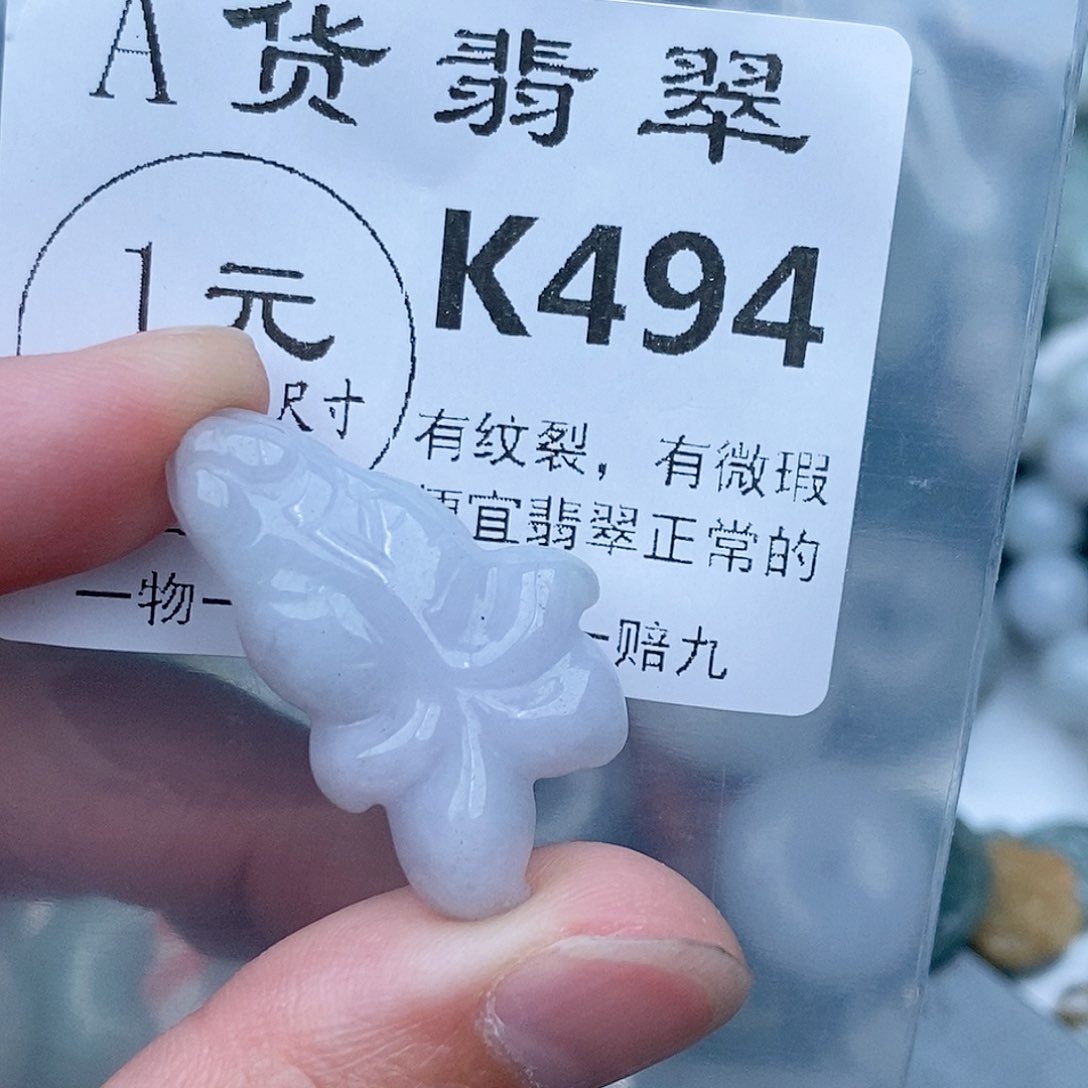 A货翡翠
1元
K494
尺寸
有纹裂，有微瑕
宜翡翠正常的
一物一
一赔九